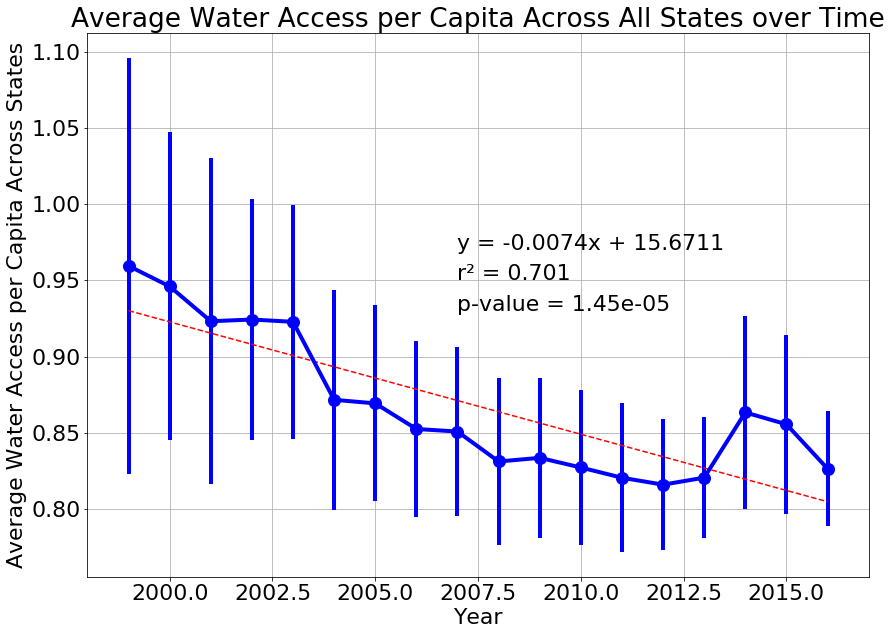 Average Water Access per Capita Across All States over Time
Average Water Access per Capita Across States
1.10
1.05
1.00
0.95
0.90
0.85
0.80
y = -0.0074x + 15.6711
r² = 0.701
p-value = 1.45e-05
2000.0 2002.5 2005.0 2007.5 2010.0 2012.5 2015.0
Year